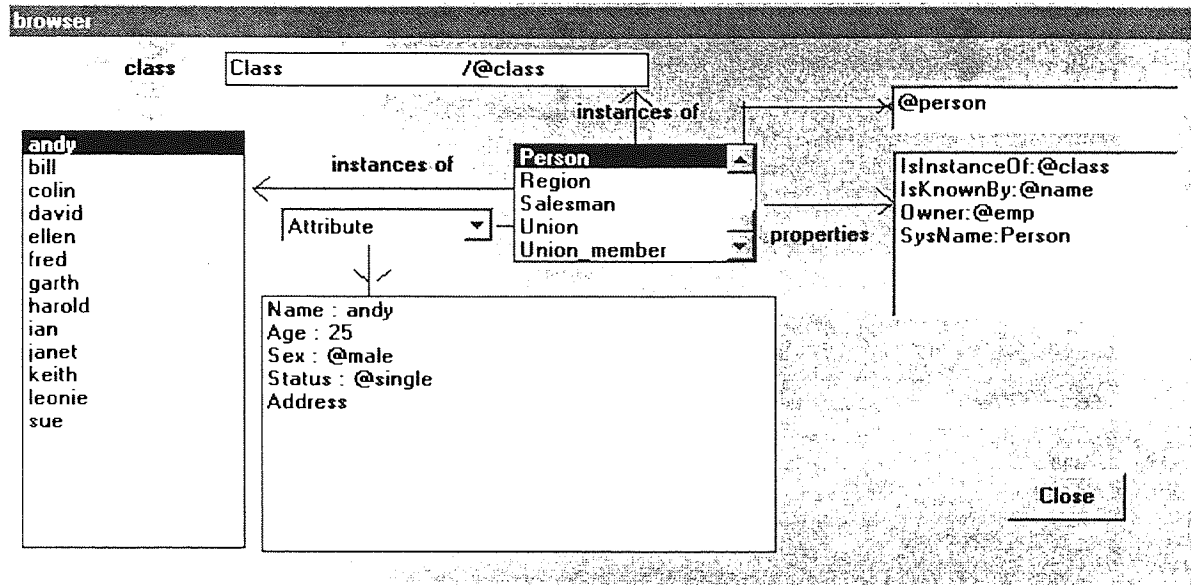 browser
class
Class /@class
instances of
@person
andy
bill
colin
david
ellen
fred
garth
harold
ian
janet
keith
leonie
sue
instances of
Person
Region
Salesman
Union
Union_member
Attribute
properties
IsInstanceOf:@class
IsKnownBy:@name
Owner:@emp
SysName:Person
Name : andy
Age : 25
Sex : @male
Status : @single
Address
Close